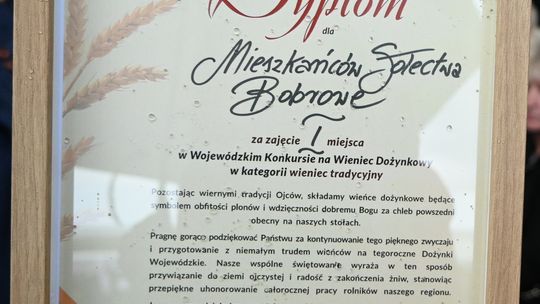 Dyplom
dla
Mieszkańców Sołectwa
Bobrowe
za zajęcie I miejsca
w Wojewódzkim Konkursie na Wieniec Dożynkowy
w kategorii wieniec tradycyjny
Pozostając wiernymi tradycji Ojców, składamy wieńce dożynkowe będące
symbolem obfitości plonów i wdzięczności dobremu Bogu za chleb powszedni
obecny na naszych stołach.
Pragnę gorąco podziękować Państwu za kontynuowanie tego pięknego zwyczaju
i przygotowanie z niemałym trudem wieńców na tegoroczne Dożynki
Wojewódzkie. Nasze wspólne świętowanie wyraża w ten sposób
przywiązanie do ziemi ojczystej i radość z zakończenia żniw, stanowiąc
przepiękne uhonorowanie całorocznej pracy rolników naszego regionu.